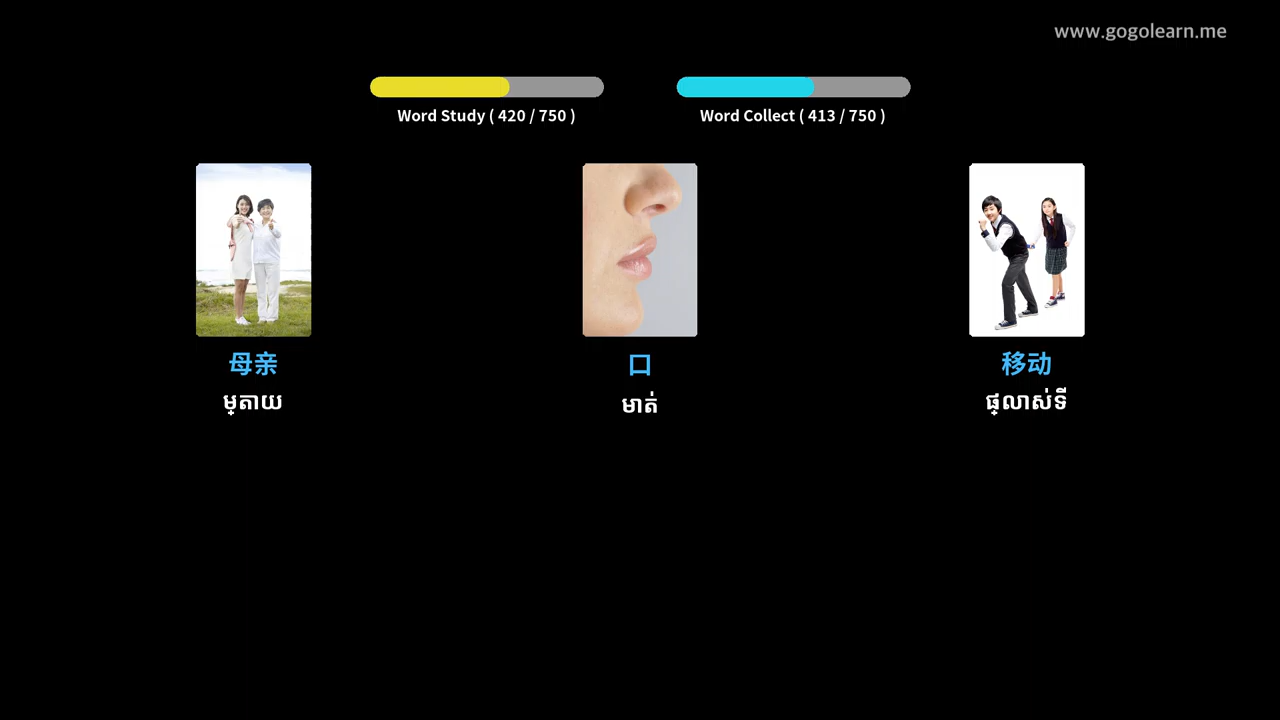 www.gogolearn.me
Word Study ( 420 / 750 )
Word Collect ( 413 / 750 )
母亲
口
移动
ម្តាយ
មាត់
ផ្លាស់ទី